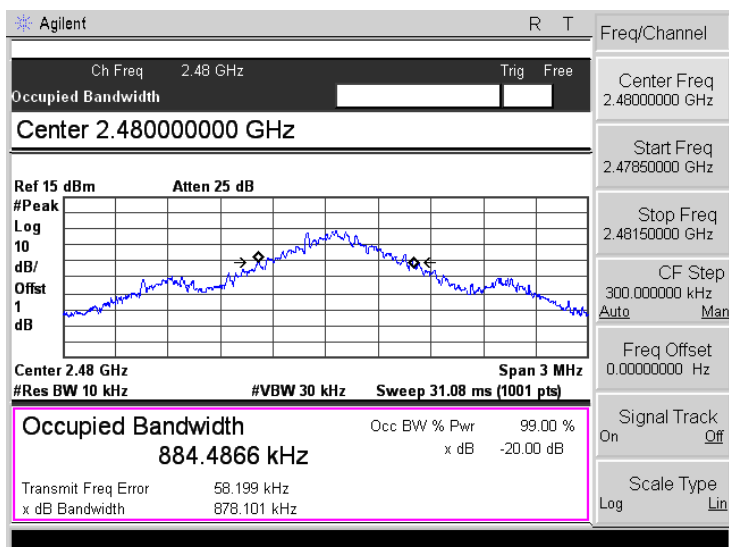 Agilent R T
Ch Freq 2.48 GHz Trig Free
Occupied Bandwidth
Center 2.480000000 GHz
Ref 15 dBm Atten 25 dB
#Peak
Log
10
dB/
Offst
1
dB
Center 2.48 GHz Span 3 MHz
#Res BW 10 kHz #VBW 30 kHz Sweep 31.08 ms (1001 pts)
Occupied Bandwidth Occ BW % Pwr 99.00 %
884.4866 kHz x dB -20.00 dB
Transmit Freq Error 58.199 kHz
x dB Bandwidth 878.101 kHz
Freq/Channel
Center Freq
2.48000000 GHz
Start Freq
2.47850000 GHz
Stop Freq
2.48150000 GHz
CF Step
300.000000 kHz
Auto Man
Freq Offset
0.00000000 Hz
Signal Track
On Off
Scale Type
Log Lin